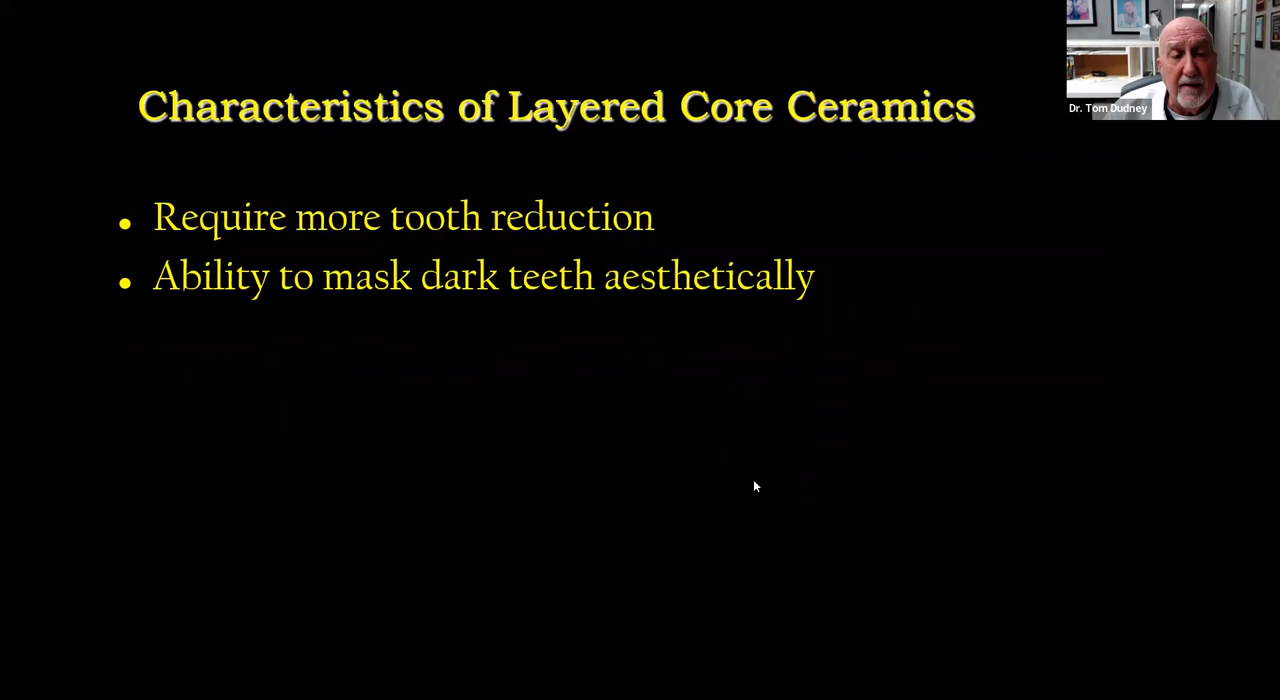 Characteristics of Layered Core Ceramics
Dr. Tom Dudney
• Require more tooth reduction
• Ability to mask dark teeth aesthetically